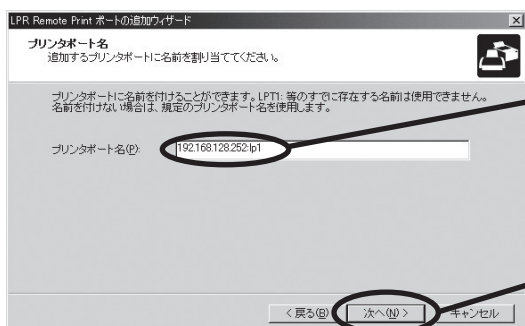 LPR Remote Print ポートの追加ウィザード
プリンタポート名
追加するプリンタポートに名前を割り当ててください。
プリンタポートに名前を付けることができます。LPT1: 等のすでに存在する名前は使用できません。
名前を付けない場合は、規定のプリンタポート名を使用します。
プリンタポート名(P):
192.168.128.252:lp1
< 戻る(B)
次へ(N) >
キャンセル